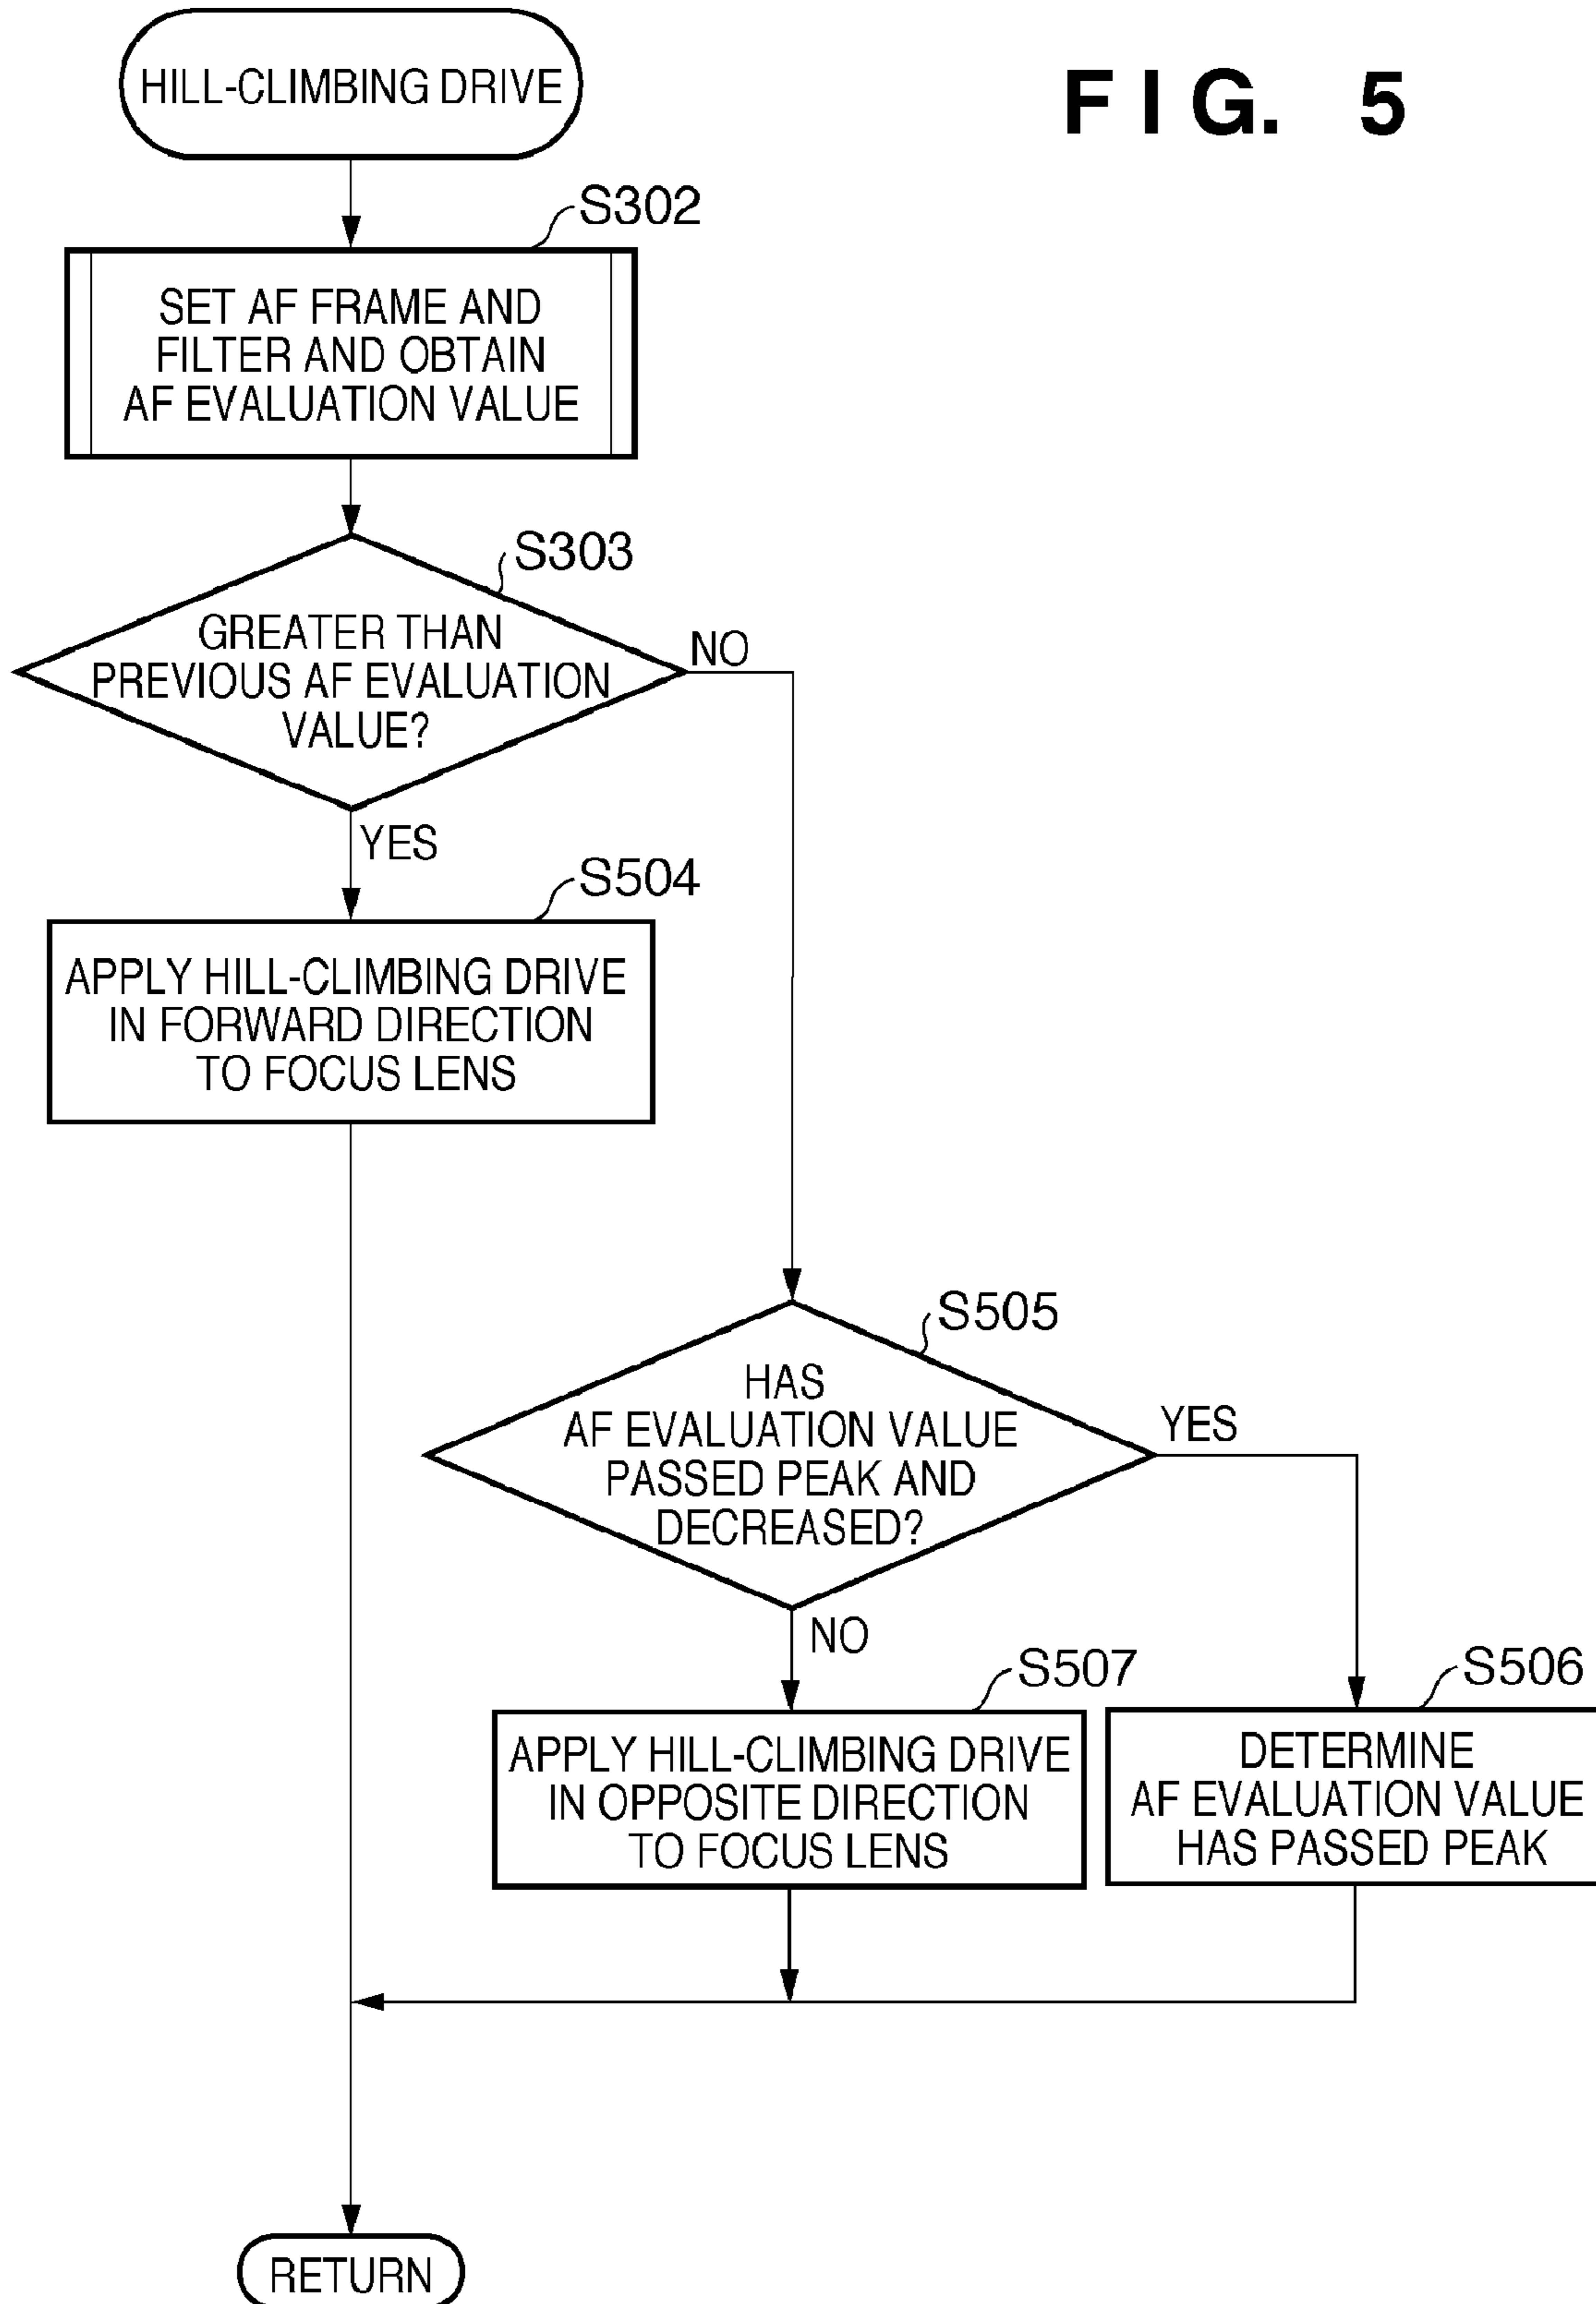 HILL-CLIMBING DRIVE
FIG. 5
S302
SET AF FRAME AND
FILTER AND OBTAIN
AF EVALUATION VALUE
S303
GREATER THAN
PREVIOUS AF EVALUATION
VALUE?
NO
YES
S504
APPLY HILL-CLIMBING DRIVE
IN FORWARD DIRECTION
TO FOCUS LENS
S505
HAS
AF EVALUATION VALUE
PASSED PEAK AND
DECREASED?
YES
NO
S507
APPLY HILL-CLIMBING DRIVE
IN OPPOSITE DIRECTION
TO FOCUS LENS
S506
DETERMINE
AF EVALUATION VALUE
HAS PASSED PEAK
RETURN